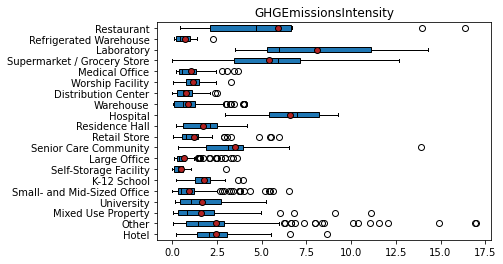 GHGEmissionsIntensity
Restaurant
Refrigerated Warehouse
Laboratory
Supermarket / Grocery Store
Medical Office
Worship Facility
Distribution Center
Warehouse
Hospital
Residence Hall
Retail Store
Senior Care Community
Large Office
Self-Storage Facility
K-12 School
Small- and Mid-Sized Office
University
Mixed Use Property
Other
Hotel
0.0 2.5 5.0 7.5 10.0 12.5 15.0 17.5